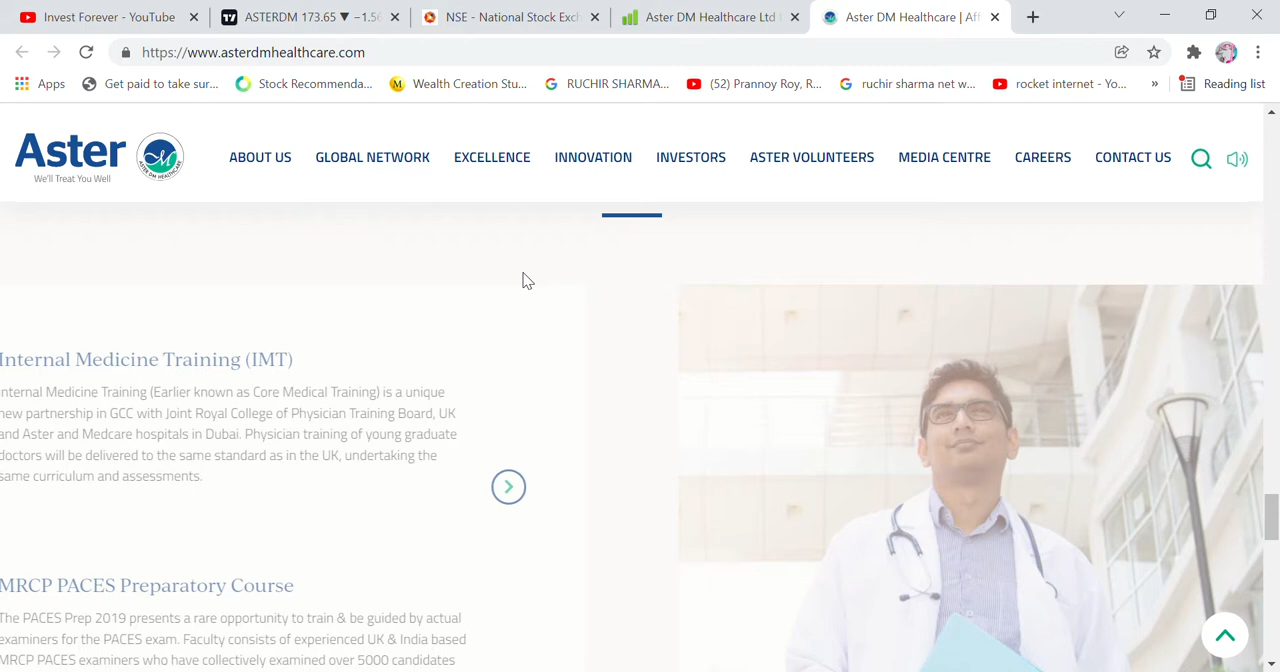 Invest Forever - YouTube
ASTERDM 173.65 ▼ −1.56
NSE - National Stock Exch
Aster DM Healthcare Ltd
Aster DM Healthcare | Aff
https://www.asterdmhealthcare.com
Apps
Get paid to take sur...
Stock Recommenda...
Wealth Creation Stu...
RUCHIR SHARMA...
(52) Prannoy Roy, R...
ruchir sharma net w...
rocket internet - Yo...
»
Reading list
Aster
We'll Treat You Well
ASTER DM HEALTHCARE
ABOUT US
GLOBAL NETWORK
EXCELLENCE
INNOVATION
INVESTORS
ASTER VOLUNTEERS
MEDIA CENTRE
CAREERS
CONTACT US
Internal Medicine Training (IMT)
Internal Medicine Training (Earlier known as Core Medical Training) is a unique
new partnership in GCC with Joint Royal College of Physician Training Board, UK
and Aster and Medcare hospitals in Dubai. Physician training of young graduate
doctors will be delivered to the same standard as in the UK, undertaking the
same curriculum and assessments.
MRCP PACES Preparatory Course
The PACES Prep 2019 presents a rare opportunity to train & be guided by actual
examiners for the PACES exam. Faculty consists of experienced UK & India based
MRCP PACES examiners who have collectively examined over 5000 candidates